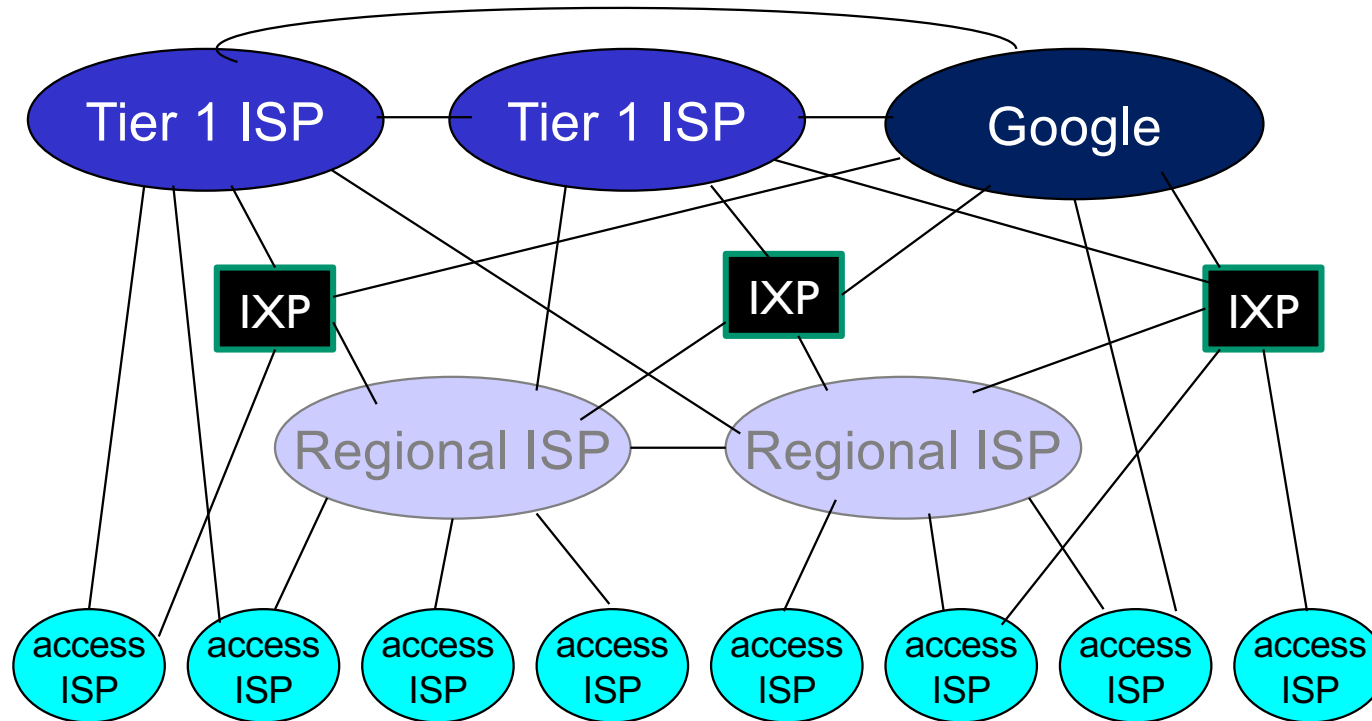 Tier 1 ISP
Tier 1 ISP
Google
IXP
IXP
IXP
Regional ISP
Regional ISP
access
ISP
access
ISP
access
ISP
access
ISP
access
ISP
access
ISP
access
ISP
access
ISP